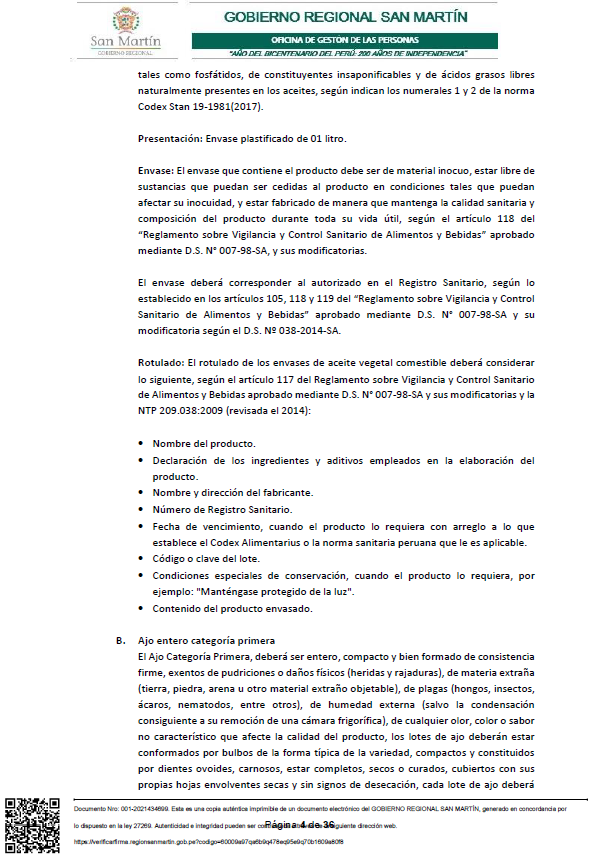 San Martín
GOBIERNO REGIONAL
GOBIERNO REGIONAL SAN MARTÍN
OFICINA DE GESTÓN DE LAS PERSONAS
"AÑO DEL BICENTENARIO DEL PERÚ: 200 AÑOS DE INDEPENDENCIA"
tales como fosfátidos, de constituyentes insaponificables y de ácidos grasos libres
naturalmente presentes en los aceites, según indican los numerales 1 y 2 de la norma
Codex Stan 19-1981(2017).
Presentación: Envase plastificado de 01 litro.
Envase: El envase que contiene el producto debe ser de material inocuo, estar libre de
sustancias que puedan ser cedidas al producto en condiciones tales que puedan
afectar su inocuidad, y estar fabricado de manera que mantenga la calidad sanitaria y
composición del producto durante toda su vida útil, según el artículo 118 del
"Reglamento sobre Vigilancia y Control Sanitario de Alimentos y Bebidas" aprobado
mediante D.S. N° 007-98-SA, y sus modificatorias.
El envase deberá corresponder al autorizado en el Registro Sanitario, según lo
establecido en los artículos 105, 118 y 119 del "Reglamento sobre Vigilancia y Control
Sanitario de Alimentos y Bebidas" aprobado mediante D.S. N° 007-98-SA y su
modificatoria según el D.S. Nº 038-2014-SA.
Rotulado: El rotulado de los envases de aceite vegetal comestible deberá considerar
lo siguiente, según el artículo 117 del Reglamento sobre Vigilancia y Control Sanitario
de Alimentos y Bebidas aprobado mediante D.S. N° 007-98-SA y sus modificatorias y la
NTP 209.038:2009 (revisada el 2014):
• Nombre del producto.
• Declaración de los ingredientes y aditivos empleados en la elaboración del
producto.
• Nombre y dirección del fabricante.
• Número de Registro Sanitario.
• Fecha de vencimiento, cuando el producto lo requiera con arreglo a lo que
establece el Codex Alimentarius o la norma sanitaria peruana que le es aplicable.
• Código o clave del lote.
• Condiciones especiales de conservación, cuando el producto lo requiera, por
ejemplo: "Manténgase protegido de la luz".
• Contenido del producto envasado.
B. Ajo entero categoría primera
El Ajo Categoría Primera, deberá ser entero, compacto y bien formado de consistencia
firme, exentos de pudriciones o daños físicos (heridas y rajaduras), de materia extraña
(tierra, piedra, arena u otro material extraño objetable), de plagas (hongos, insectos,
ácaros, nematodos, entre otros), de humedad externa (salvo la condensación
consiguiente a su remoción de una cámara frigorífica), de cualquier olor, color o sabor
no característico que afecte la calidad del producto, los lotes de ajo deberán estar
conformados por bulbos de la forma típica de la variedad, compactos y constituidos
por dientes ovoides, carnosos, estar completos, secos o curados, cubiertos con sus
propias hojas envolventes secas y sin signos de desecación, cada lote de ajo deberá
Documento Nro: 001-2021434699. Esta es una copia auténtica imprimible de un documento electrónico del GOBIERNO REGIONAL SAN MARTÍN, generado en concordancia por
lo dispuesto en la ley 27269. Autenticidad e integridad pueden ser siguiente dirección web.
Página 4 de 36
https://verificarfirma.regionsanmartin.gob.pe?codigo=60009a97qa6b9q478eq95e9q70b1609a80f8